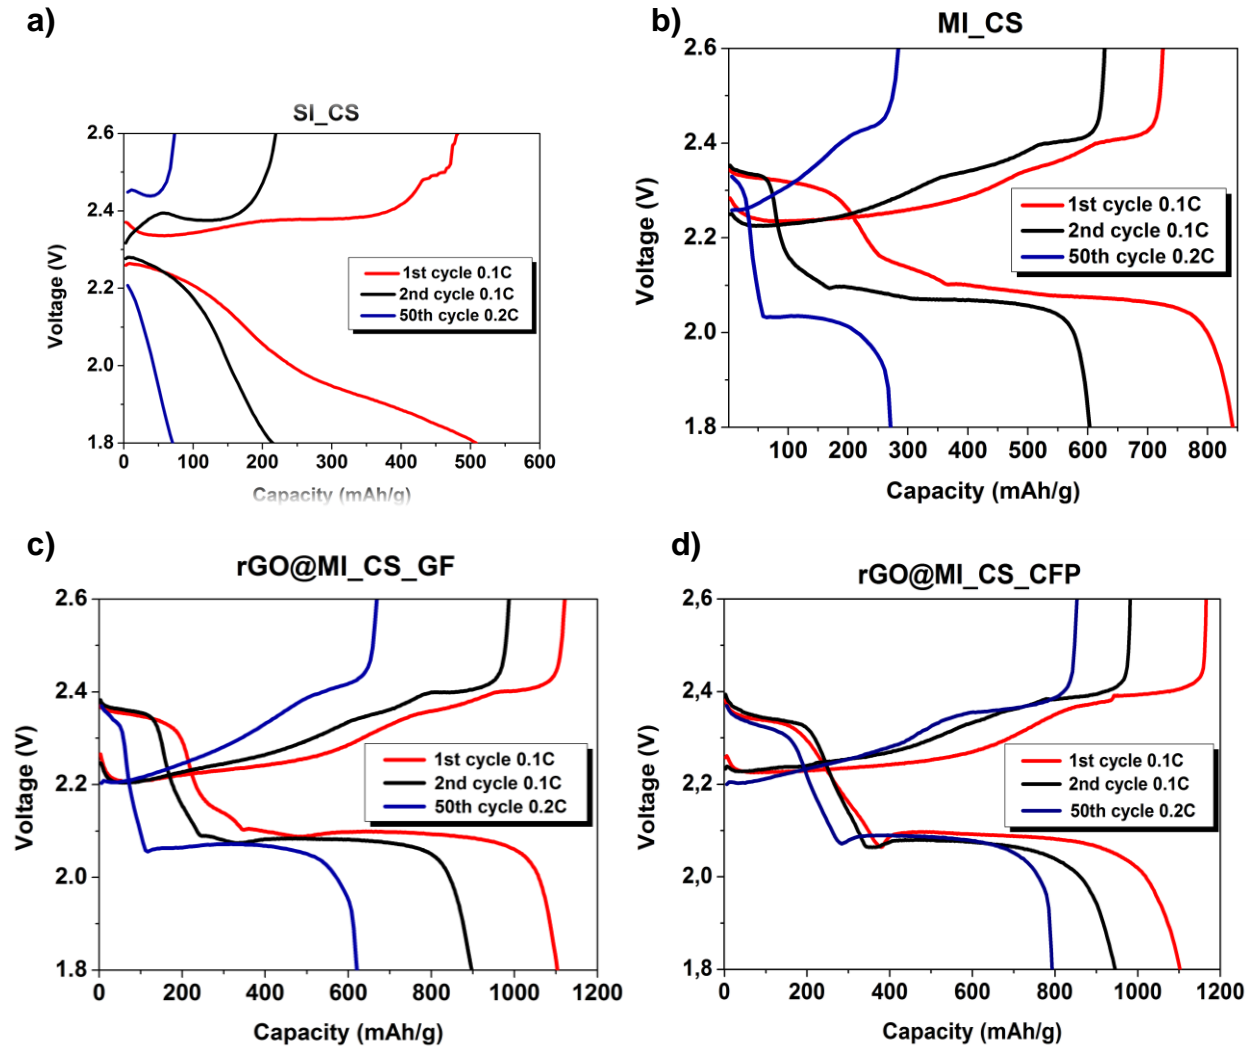 a)
SI_CS
2.6
2.4
2.2
2.0
1.8
Voltage (V)
0 100 200 300 400 500 600
Capacity (mAh/g)
1st cycle 0.1C
2nd cycle 0.1C
50th cycle 0.2C
b)
MI_CS
2.6
2.4
2.2
2.0
1.8
Voltage (V)
100 200 300 400 500 600 700 800
Capacity (mAh/g)
1st cycle 0.1C
2nd cycle 0.1C
50th cycle 0.2C
c)
rGO@MI_CS_GF
2.6
2.4
2.2
2.0
1.8
Voltage (V)
0 200 400 600 800 1000 1200
Capacity (mAh/g)
1st cycle 0.1C
2nd cycle 0.1C
50th cycle 0.2C
d)
rGO@MI_CS_CFP
2,6
2,4
2,2
2,0
1,8
Voltage (V)
0 200 400 600 800 1000 1200
Capacity (mAh/g)
1st cycle 0.1C
2nd cycle 0.1C
50th cycle 0.2C